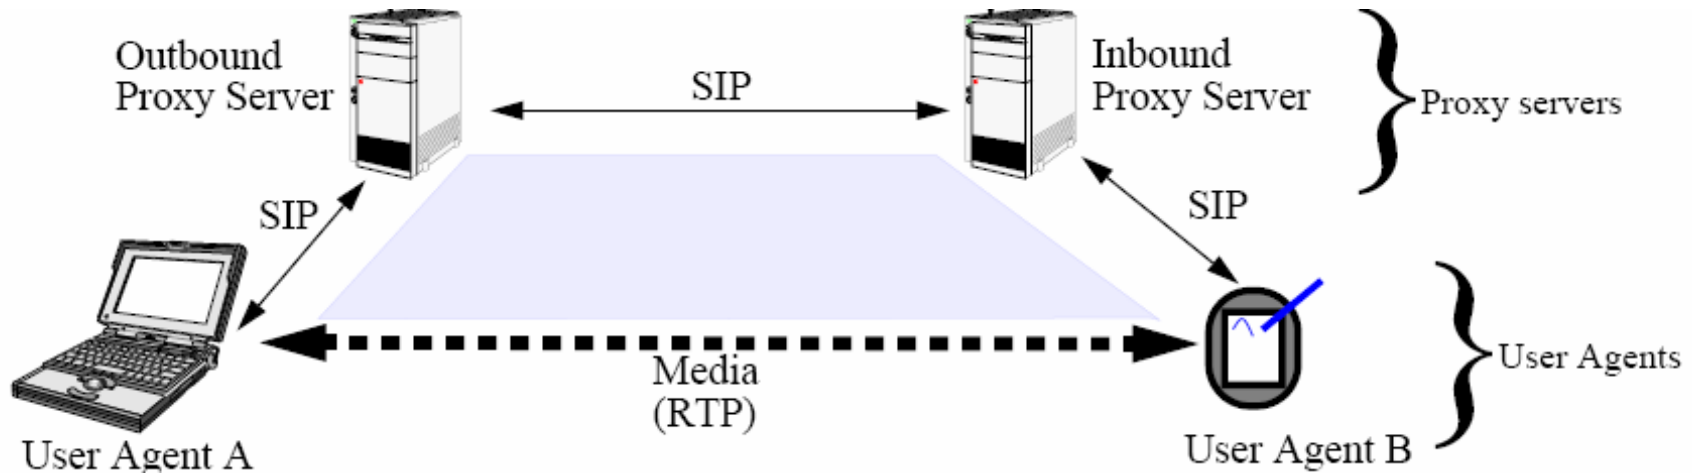 Outbound
Proxy Server
SIP
Inbound
Proxy Server
Proxy servers
SIP
SIP
Media
(RTP)
User Agents
User Agent A
User Agent B